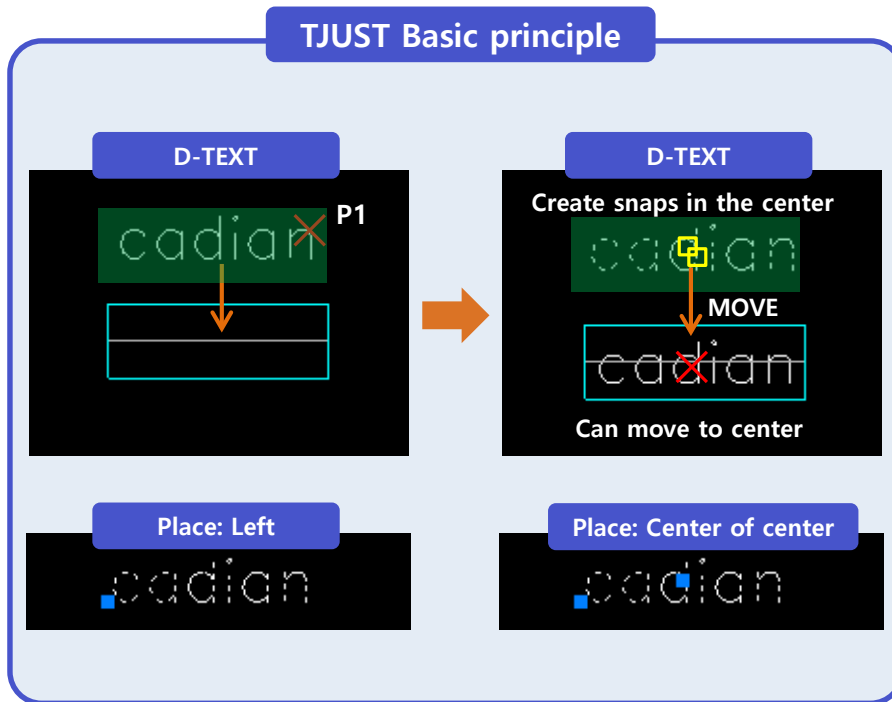 TJUST Basic principle
D-TEXT
cadian
P1
D-TEXT
Create snaps in the center
cadian
MOVE
cadian
Can move to center
Place: Left
cadian
Place: Center of center
cadian